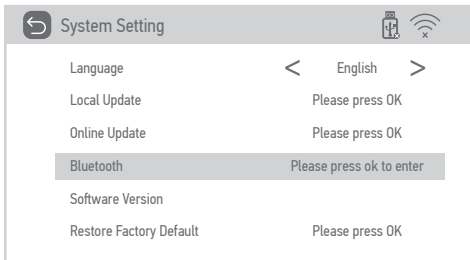 System Setting
Language < English >
Local Update Please press OK
Online Update Please press OK
Bluetooth Please press ok to enter
Software Version
Restore Factory Default Please press OK